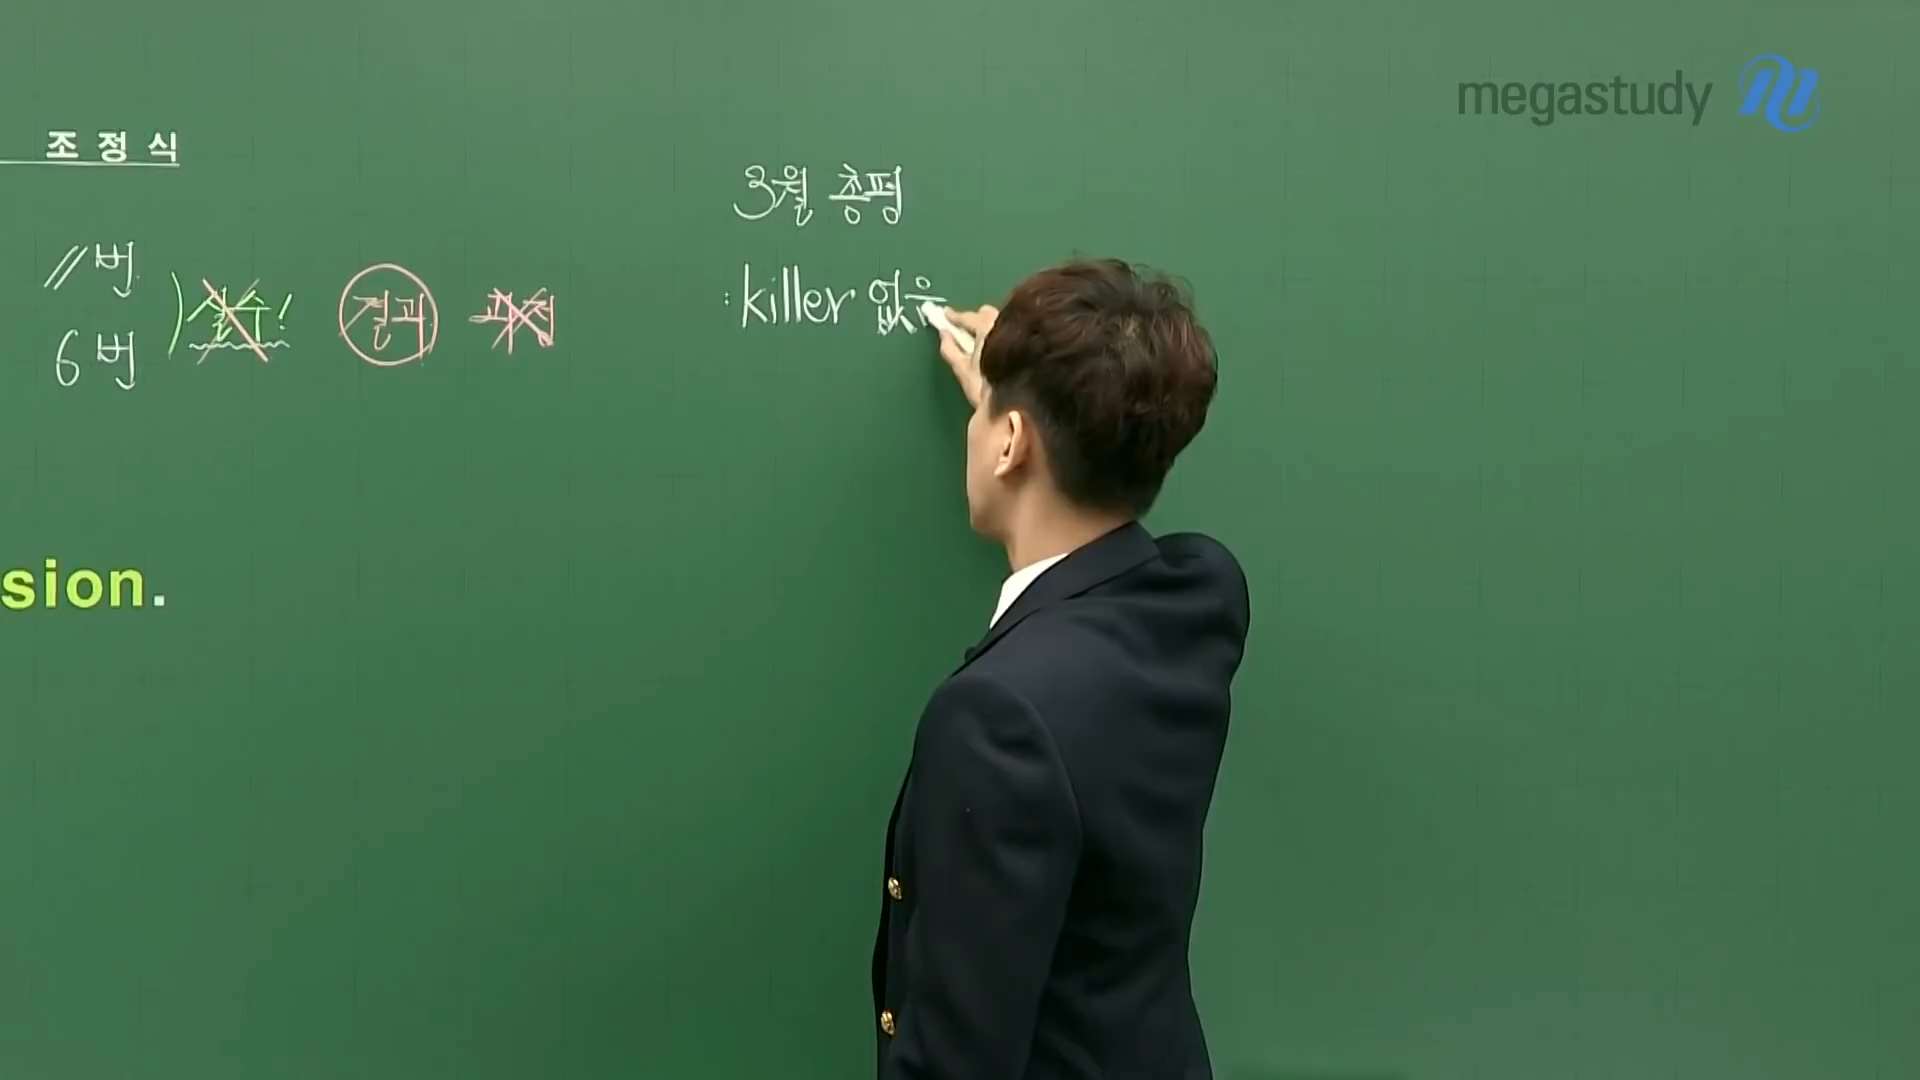 megastudy
조정식
3월 총평
11번
실수!
결과
과정
: killer 없음
6번
sion.